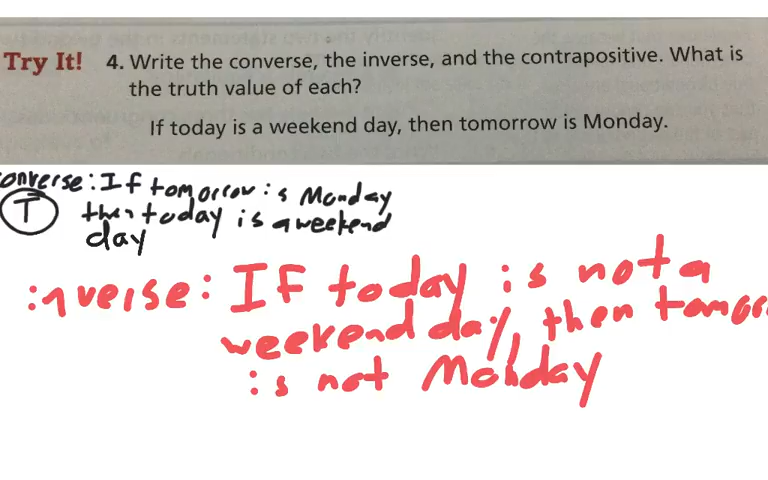 Try It! 4. Write the converse, the inverse, and the contrapositive. What is
the truth value of each?
If today is a weekend day, then tomorrow is Monday.
onverse: If tomorrow is Monday
T then today is a weekend
day
inverse: IF today is not a
weekend day, then tomor
is not Monday